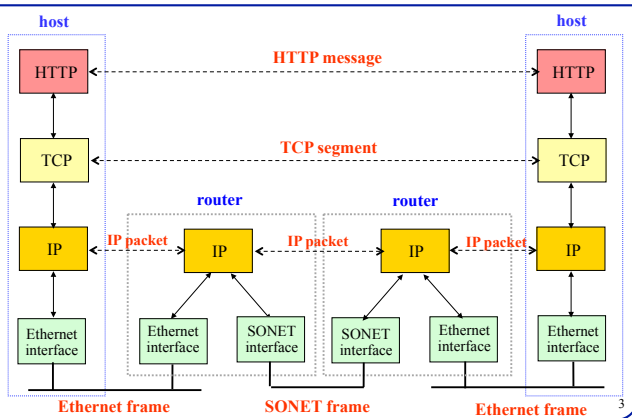 host
host
HTTP
HTTP message
HTTP
TCP
TCP segment
TCP
router
router
IP
IP packet
IP
IP packet
IP
IP packet
IP
Ethernet
interface
Ethernet
interface
SONET
interface
SONET
interface
Ethernet
interface
Ethernet
interface
Ethernet frame
SONET frame
Ethernet frame
3